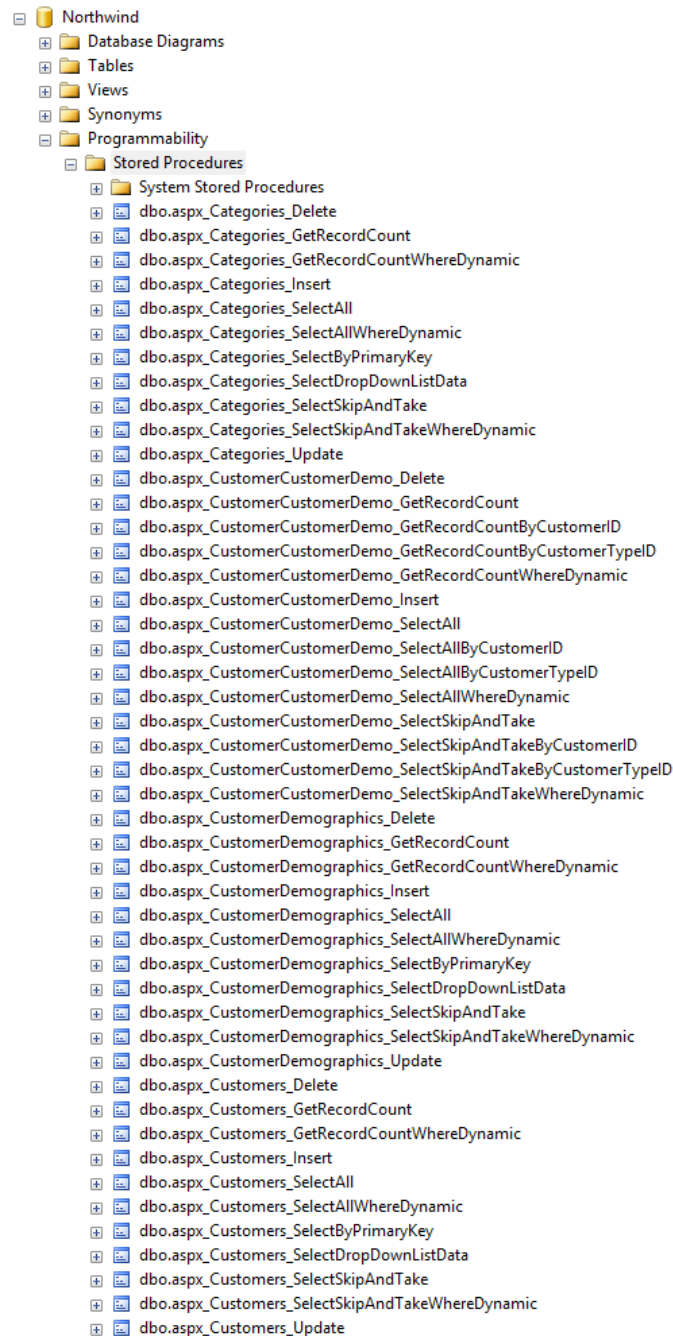 Northwind
Database Diagrams
Tables
Views
Synonyms
Programmability
Stored Procedures
System Stored Procedures
dbo.aspx_Categories_Delete
dbo.aspx_Categories_GetRecordCount
dbo.aspx_Categories_GetRecordCountWhereDynamic
dbo.aspx_Categories_Insert
dbo.aspx_Categories_SelectAll
dbo.aspx_Categories_SelectAllWhereDynamic
dbo.aspx_Categories_SelectByPrimaryKey
dbo.aspx_Categories_SelectDropDownListData
dbo.aspx_Categories_SelectSkipAndTake
dbo.aspx_Categories_SelectSkipAndTakeWhereDynamic
dbo.aspx_Categories_Update
dbo.aspx_CustomerCustomerDemo_Delete
dbo.aspx_CustomerCustomerDemo_GetRecordCount
dbo.aspx_CustomerCustomerDemo_GetRecordCountByCustomerID
dbo.aspx_CustomerCustomerDemo_GetRecordCountByCustomerTypeID
dbo.aspx_CustomerCustomerDemo_GetRecordCountWhereDynamic
dbo.aspx_CustomerCustomerDemo_Insert
dbo.aspx_CustomerCustomerDemo_SelectAll
dbo.aspx_CustomerCustomerDemo_SelectAllByCustomerID
dbo.aspx_CustomerCustomerDemo_SelectAllByCustomerTypeID
dbo.aspx_CustomerCustomerDemo_SelectAllWhereDynamic
dbo.aspx_CustomerCustomerDemo_SelectSkipAndTake
dbo.aspx_CustomerCustomerDemo_SelectSkipAndTakeByCustomerID
dbo.aspx_CustomerCustomerDemo_SelectSkipAndTakeByCustomerTypeID
dbo.aspx_CustomerCustomerDemo_SelectSkipAndTakeWhereDynamic
dbo.aspx_CustomerDemographics_Delete
dbo.aspx_CustomerDemographics_GetRecordCount
dbo.aspx_CustomerDemographics_GetRecordCountWhereDynamic
dbo.aspx_CustomerDemographics_Insert
dbo.aspx_CustomerDemographics_SelectAll
dbo.aspx_CustomerDemographics_SelectAllWhereDynamic
dbo.aspx_CustomerDemographics_SelectByPrimaryKey
dbo.aspx_CustomerDemographics_SelectDropDownListData
dbo.aspx_CustomerDemographics_SelectSkipAndTake
dbo.aspx_CustomerDemographics_SelectSkipAndTakeWhereDynamic
dbo.aspx_CustomerDemographics_Update
dbo.aspx_Customers_Delete
dbo.aspx_Customers_GetRecordCount
dbo.aspx_Customers_GetRecordCountWhereDynamic
dbo.aspx_Customers_Insert
dbo.aspx_Customers_SelectAll
dbo.aspx_Customers_SelectAllWhereDynamic
dbo.aspx_Customers_SelectByPrimaryKey
dbo.aspx_Customers_SelectDropDownListData
dbo.aspx_Customers_SelectSkipAndTake
dbo.aspx_Customers_SelectSkipAndTakeWhereDynamic
dbo.aspx_Customers_Update